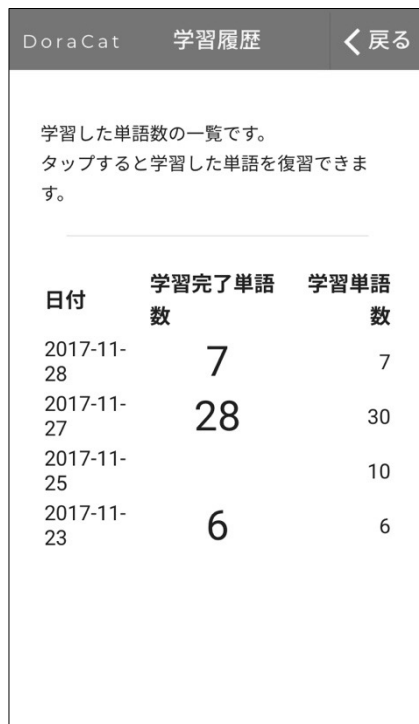 DoraCat 学習履歴 く戻る
学習した単語数の一覧です。
タップすると学習した単語を復習できま
す。
日付 学習完了単語 学習単語
数 数
2017-11-
28 7 7
2017-11-
27 28 30
2017-11-
25 10
2017-11-
23 6 6